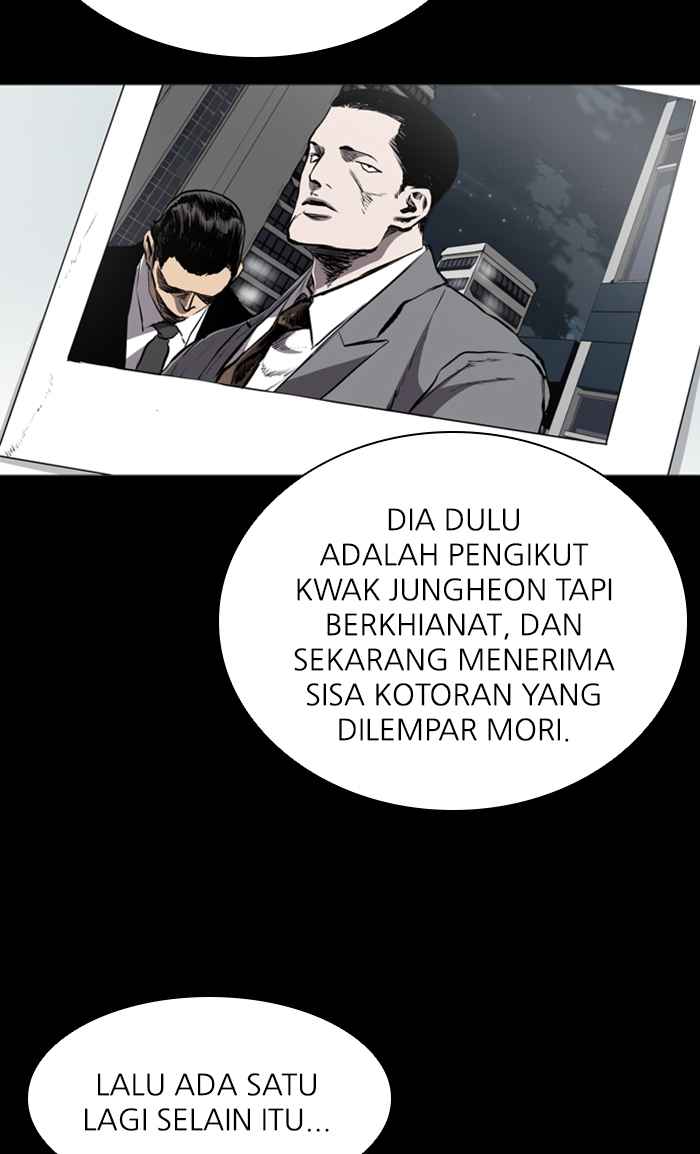 DIA DULU
ADALAH PENGIKUT
KWAK JUNGHEON TAPI
BERKHIANAT, DAN
SEKARANG MENERIMA
SISA KOTORAN YANG
DILEMPAR MORI.
LALU ADA SATU
LAGI SELAIN ITU...